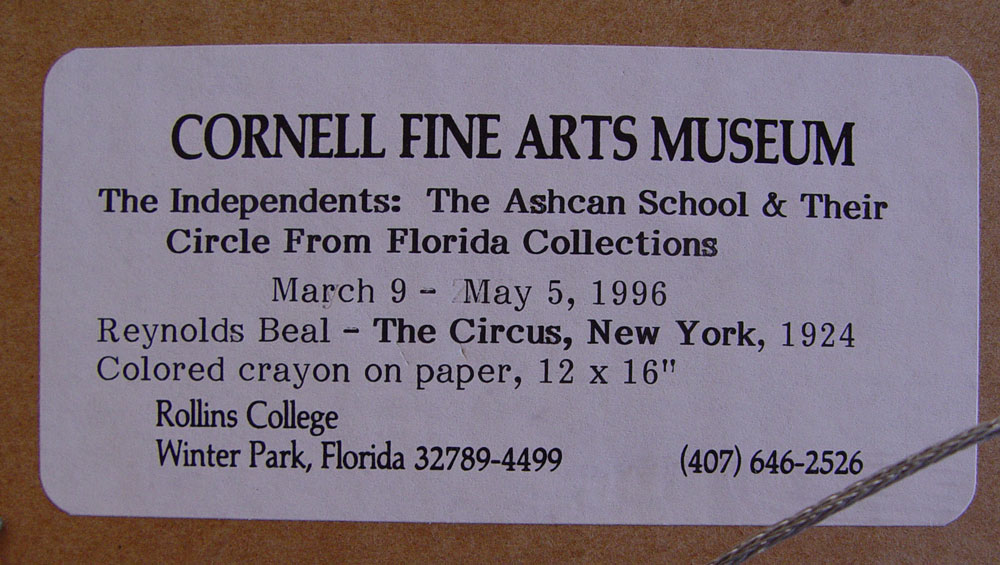 CORNELL FINE ARTS MUSEUM
The Independents: The Ashcan School & Their
Circle From Florida Collections
March 9 - May 5, 1996
Reynolds Beal - The Circus, New York, 1924
Colored crayon on paper, 12 x 16"
Rollins College
Winter Park, Florida 32789-4499 (407) 646-2526